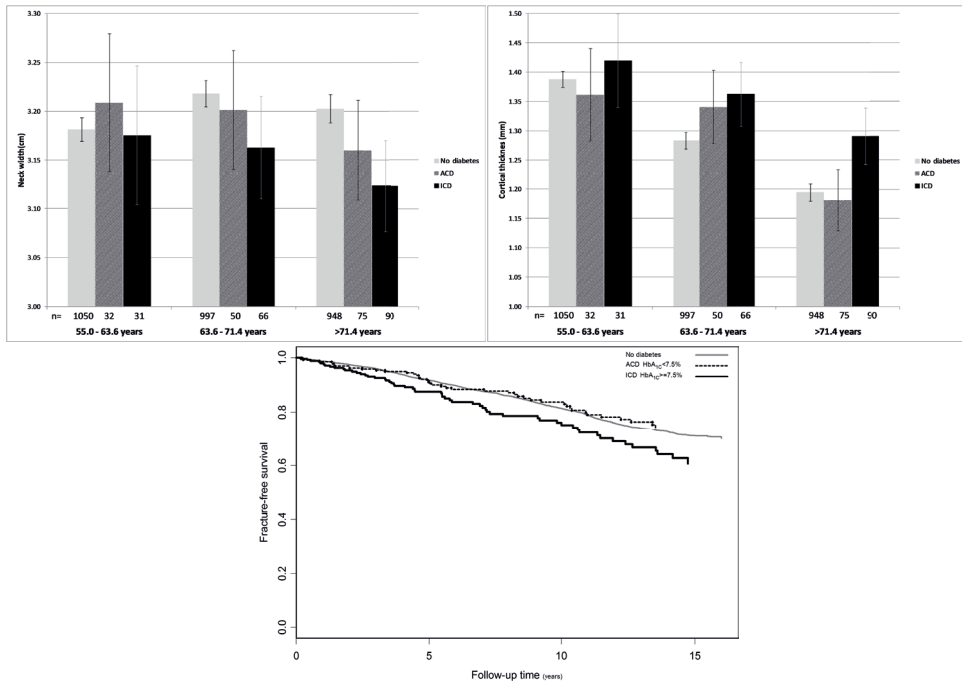 3.30
3.25
3.20
3.15
3.10
3.05
3.00
Neck width(cm)
No diabetes
ACD
ICD
n= 1050 32 31 997 50 66 948 75 90
55.0 - 63.6 years 63.6 - 71.4 years >71.4 years
1.50
1.45
1.40
1.35
1.30
1.25
1.20
1.15
1.10
1.05
1.00
Cortical thicknes (mm)
No diabetes
ACD
ICD
n= 1050 32 31 997 50 66 948 75 90
55.0 - 63.6 years 63.6 - 71.4 years >71.4 years
No diabetes
ACD HbA1C<7.5%
ICD HbA1C>=7.5%
1.0
0.8
0.6
0.4
0.2
0.0
Fracture-free survival
0 5 10 15
Follow-up time (years)